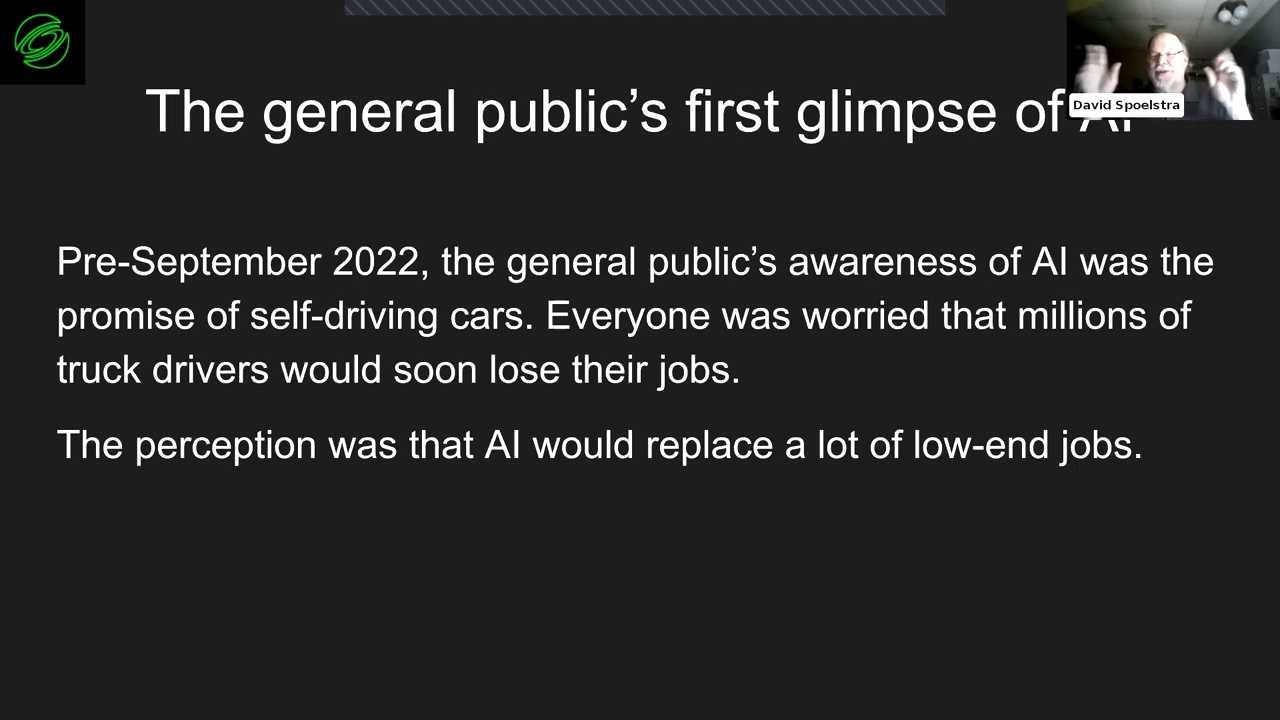 The general public’s first glimpse of AI
David Spoelstra
Pre-September 2022, the general public’s awareness of AI was the
promise of self-driving cars. Everyone was worried that millions of
truck drivers would soon lose their jobs.
The perception was that AI would replace a lot of low-end jobs.